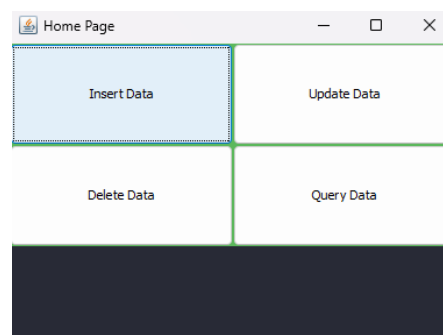 Home Page
Insert Data
Update Data
Delete Data
Query Data